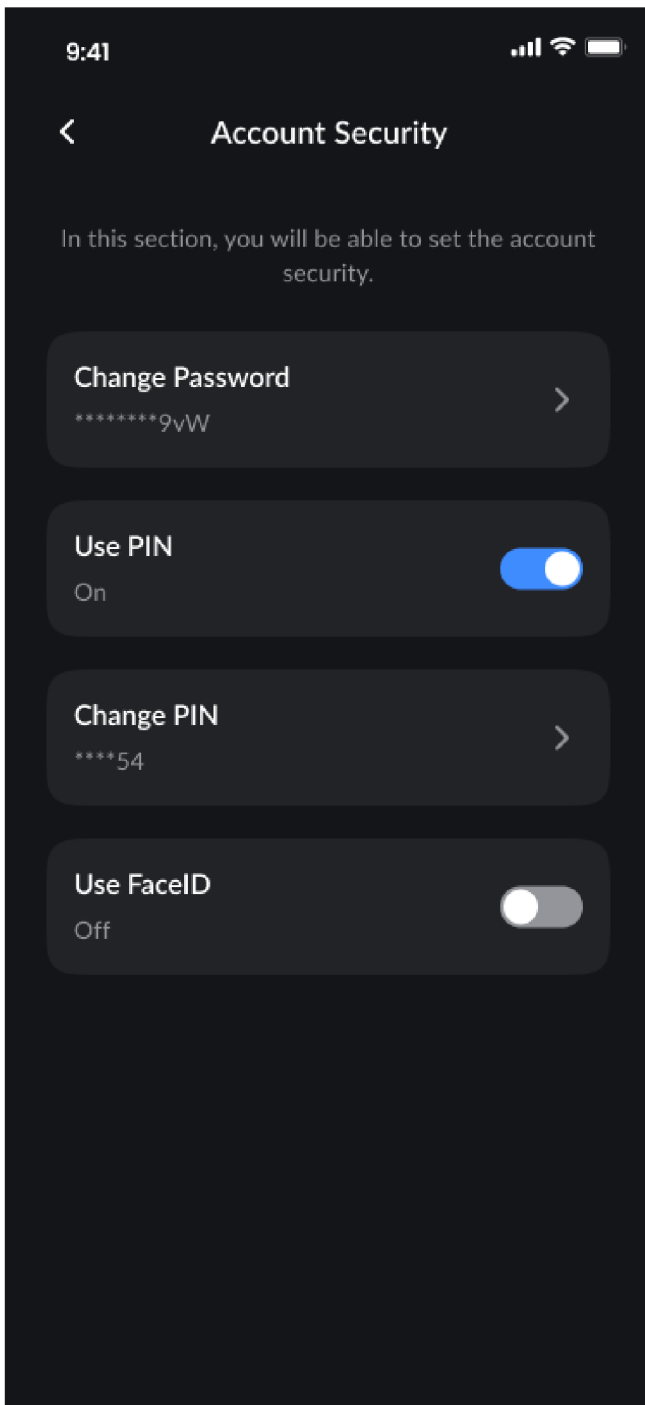 9:41
Account Security
In this section, you will be able to set the account
security.
Change Password
********9vW
Use PIN
On
Change PIN
****54
Use FaceID
Off